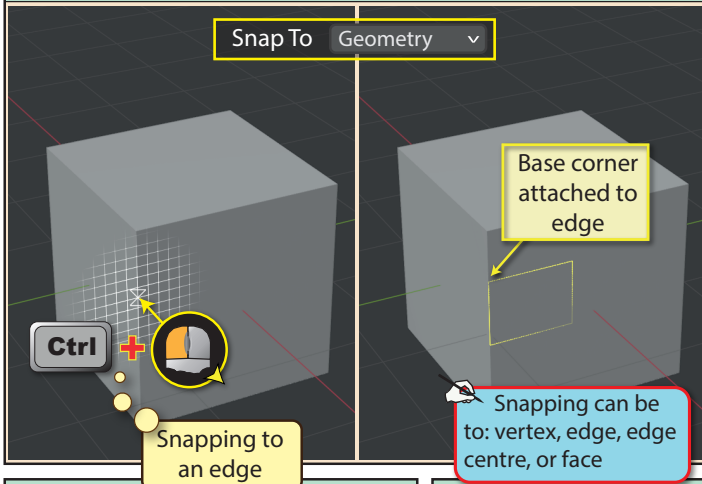 Snap To Geometry
Ctrl
Snapping to
an edge
Base corner
attached to
edge
Snapping can be
to: vertex, edge, edge
centre, or face